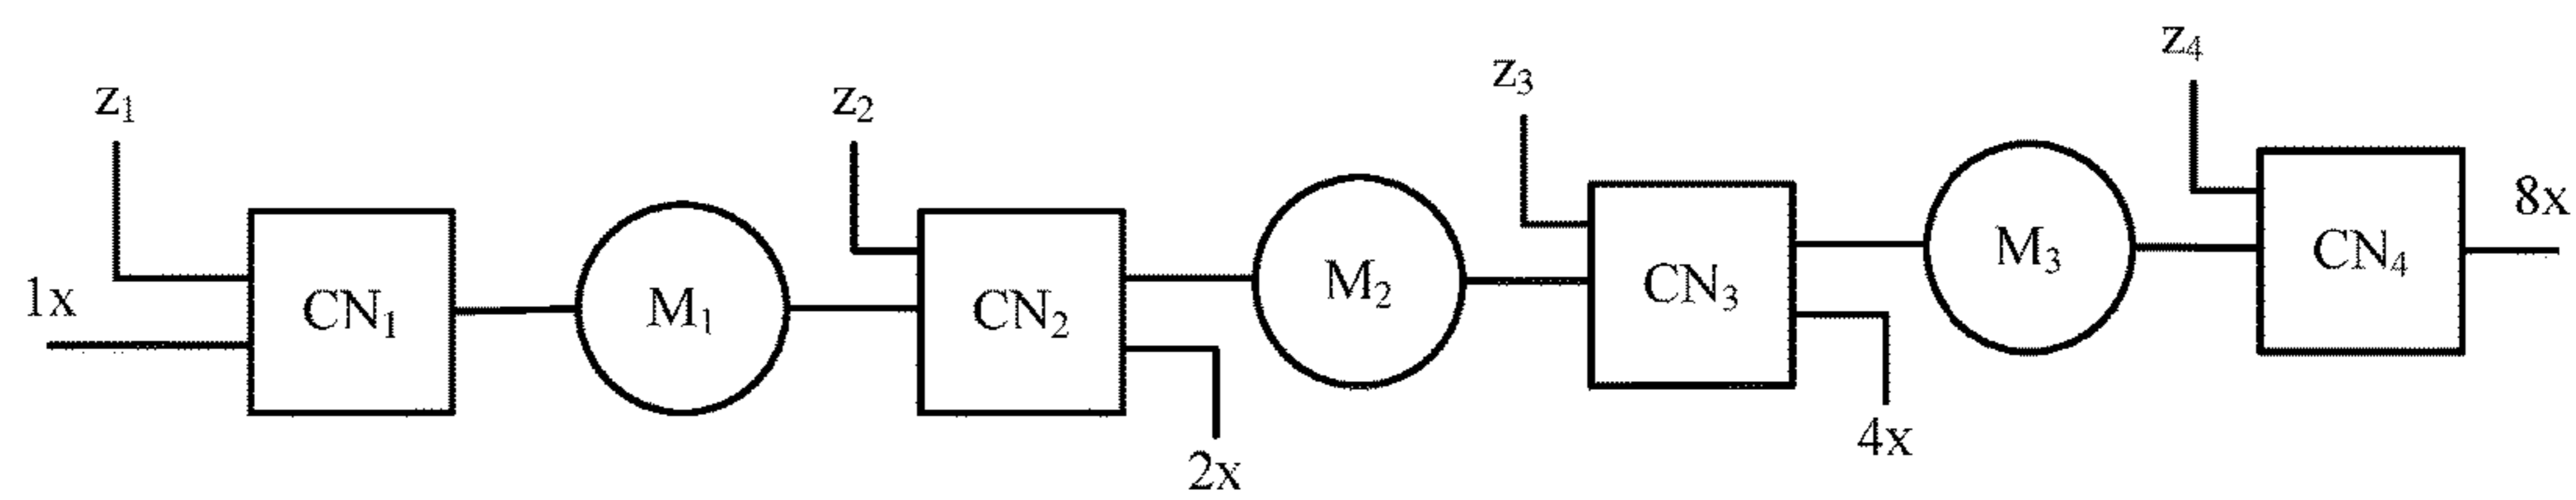 z₁
z₂
z₃
z₄
1x
CN₁
M₁
CN₂
2x
M₂
CN₃
4x
M₃
CN₄
8x